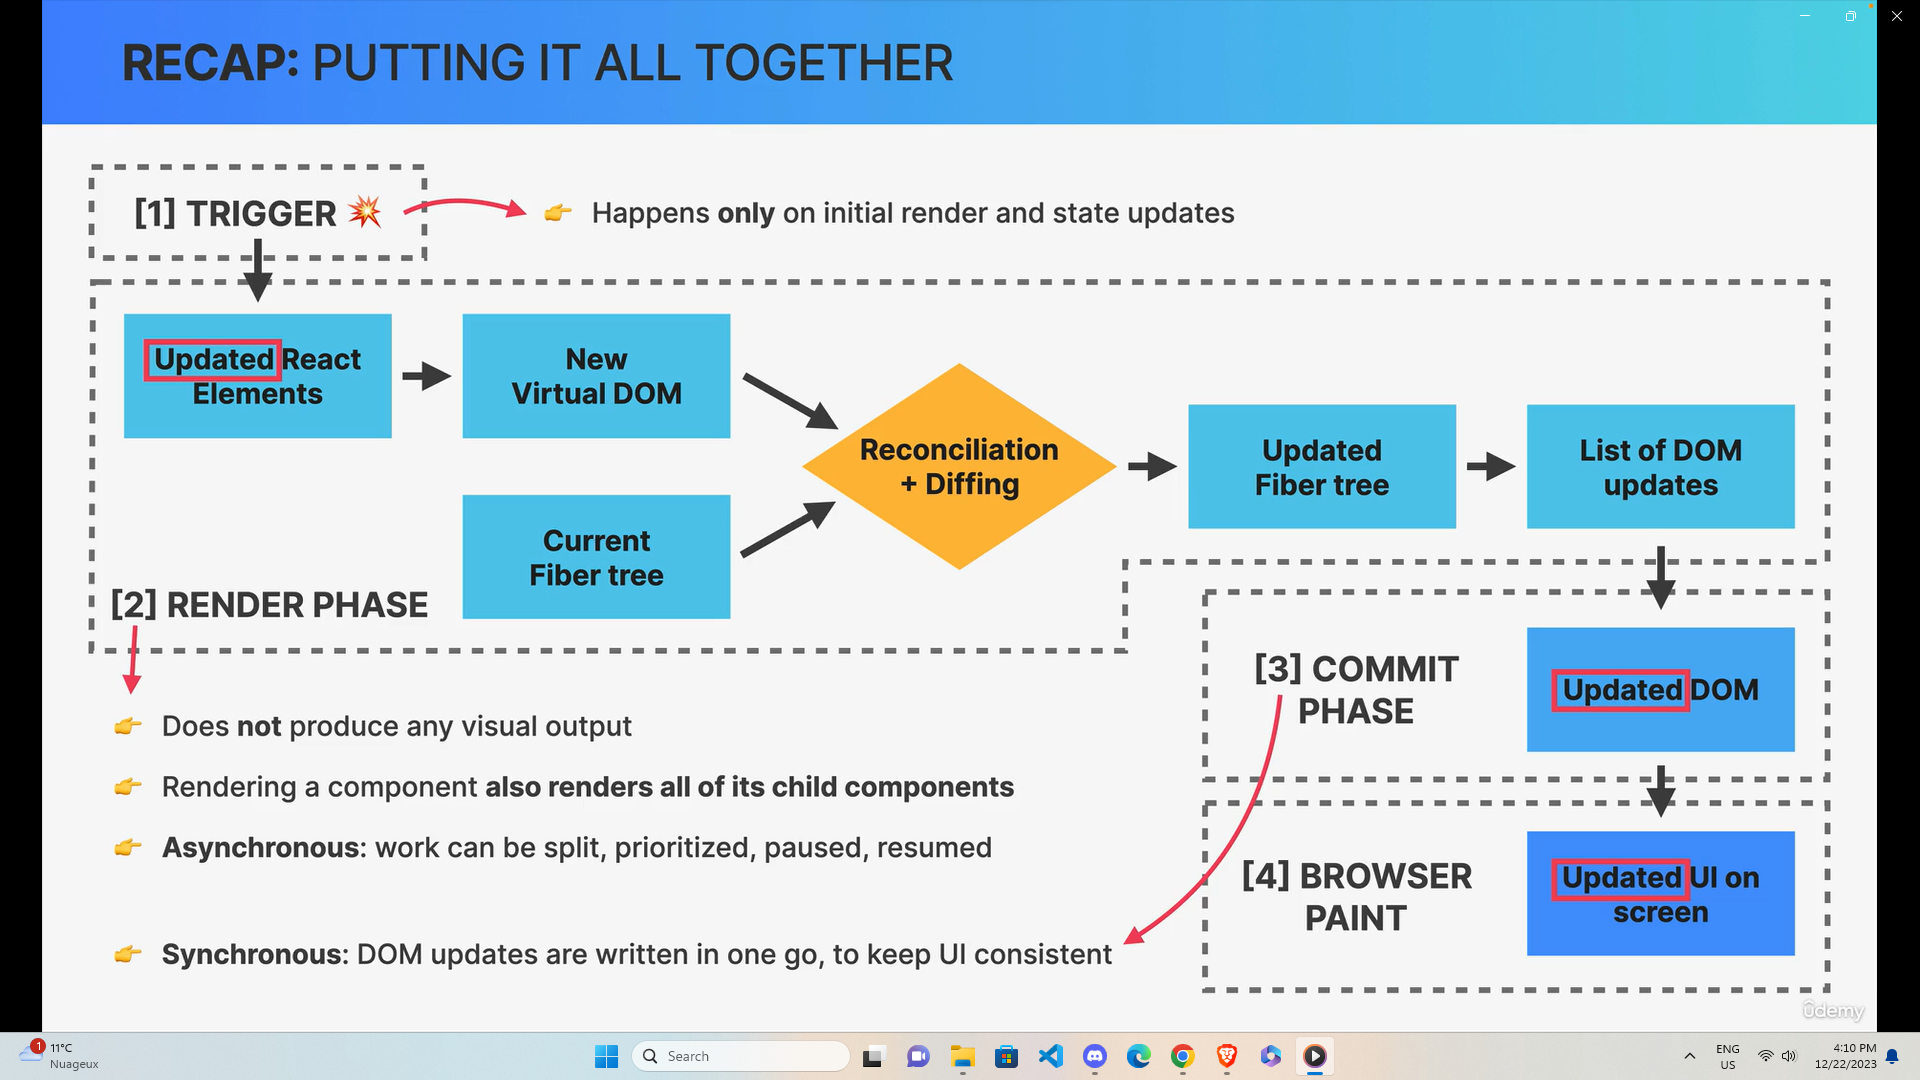 RECAP: PUTTING IT ALL TOGETHER
[1] TRIGGER
Happens only on initial render and state updates
Updated React
Elements
New
Virtual DOM
Reconciliation
+ Diffing
Updated
Fiber tree
List of DOM
updates
Current
Fiber tree
[2] RENDER PHASE
[3] COMMIT
PHASE
Updated DOM
Does not produce any visual output
Rendering a component also renders all of its child components
Asynchronous: work can be split, prioritized, paused, resumed
[4] BROWSER
PAINT
Updated UI on
screen
Synchronous: DOM updates are written in one go, to keep UI consistent
ûdemy
1
11°C
Nuageux
Search
ENG
US
4:10 PM
12/22/2023